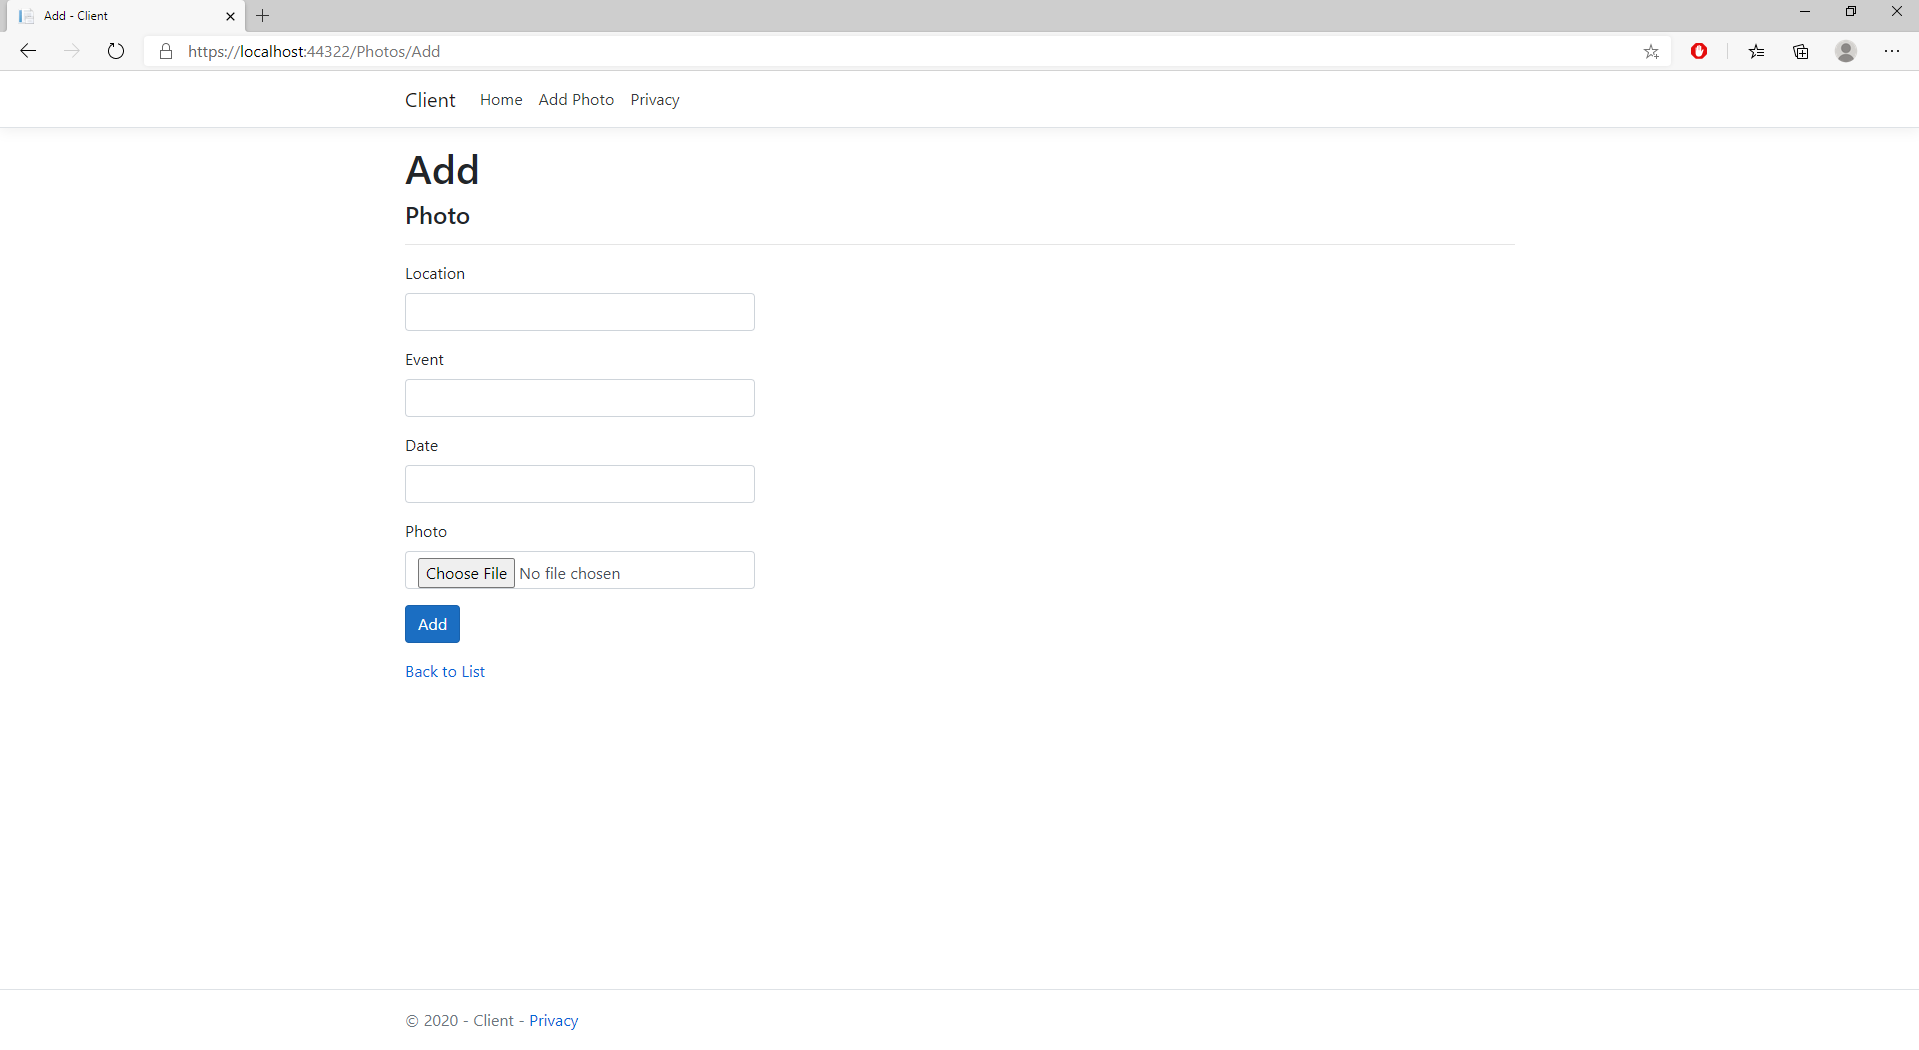 Add - Client
https://localhost:44322/Photos/Add
Client Home Add Photo Privacy
Add
Photo
Location
Event
Date
Photo
Choose File No file chosen
Add
Back to List
© 2020 - Client - Privacy